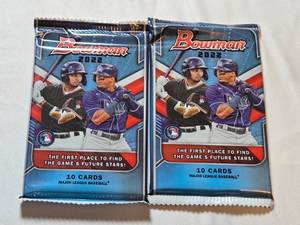 Bowman
2022
THE FIRST PLACE TO FIND
THE GAME'S FUTURE STARS!
10 CARDS
MAJOR LEAGUE BASEBALL
Bowman
2022
THE FIRST PLACE TO FIND
THE GAME'S FUTURE STARS!
10 CARDS
MAJOR LEAGUE BASEBALL